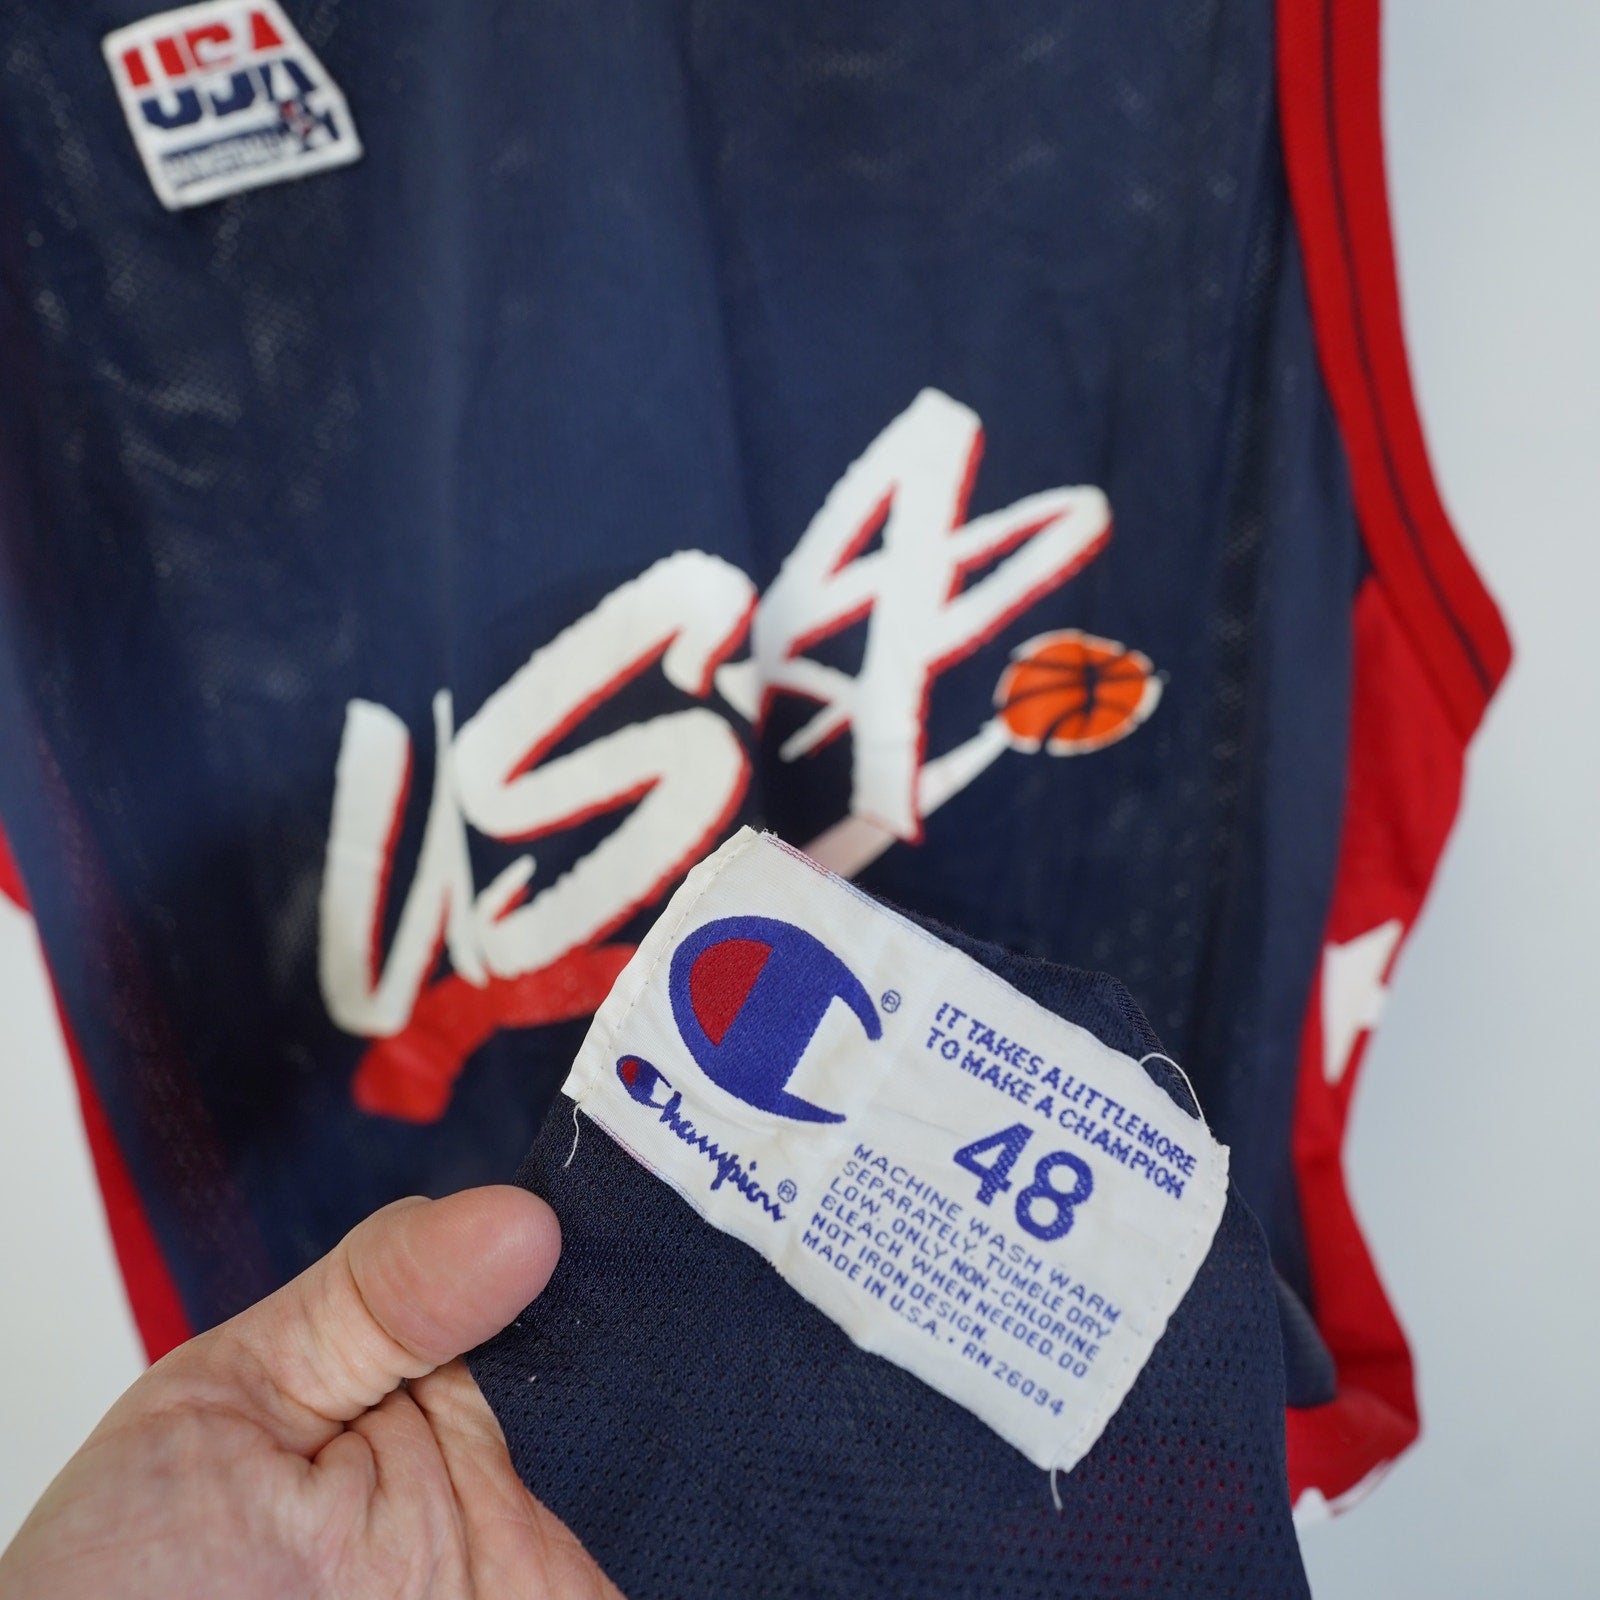 USA
BASKETBALL
USA
®
Champion®
IT TAKES A LITTLE MORE
TO MAKE A CHAMPION
48
MACHINE WASH WARM
SEPARATELY. TUMBLE DRY
LOW. ONLY NON-CHLORINE
BLEACH WHEN NEEDED. DO
NOT IRON DESIGN.
MADE IN U.S.A. • RN 26094